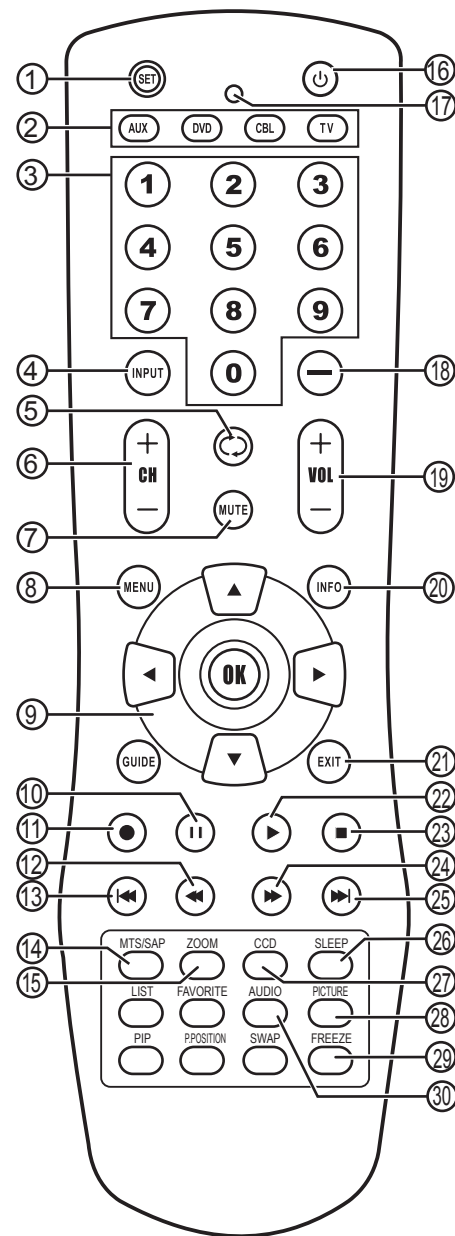 ① SET ⑯
⑰
② AUX DVD CBL TV
③ 1 2 3
4 5 6
7 8 9
④ INPUT 0 — ⑱
⑤
⑥ + CH — + VOL — ⑲
⑦ MUTE
⑧ MENU INFO ⑳
⑨ OK
GUIDE EXIT ㉑
⑩ ㉒
⑪ ㉓
⑫ ㉔
⑬ ㉕
⑭ MTS/SAP ZOOM CCD SLEEP ㉖
⑮ ㉗
LIST FAVORITE AUDIO PICTURE ㉘
PIP P.POSITION SWAP FREEZE ㉙
㉚